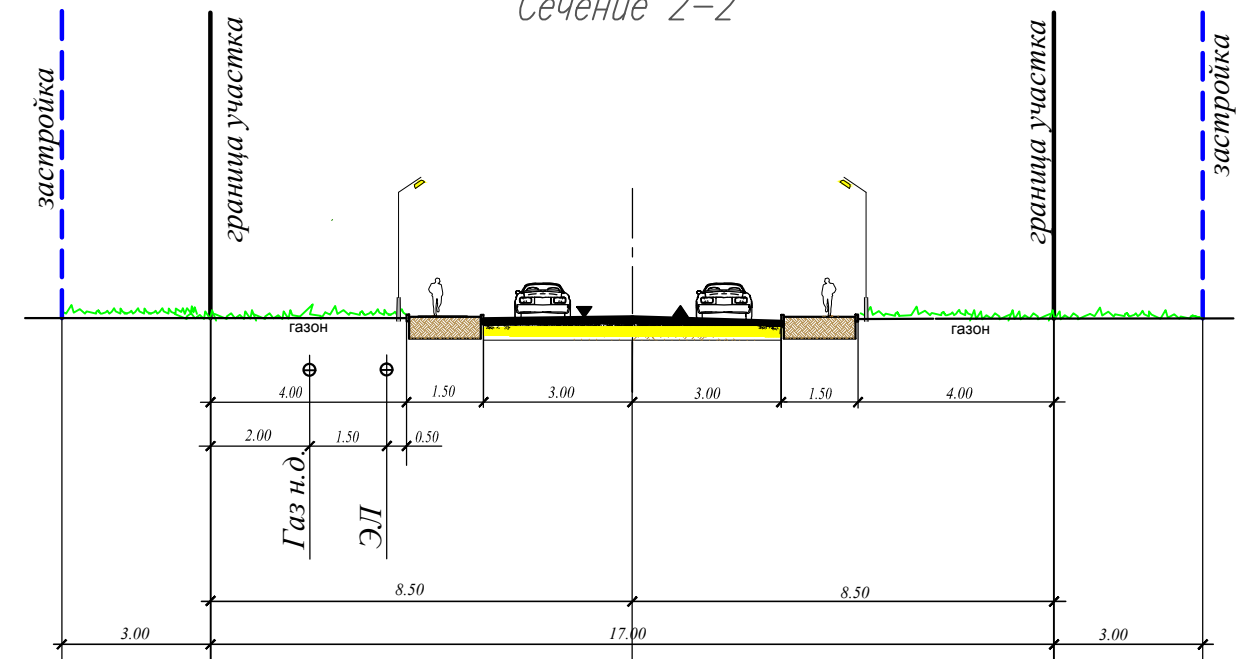 Сечение 2-2
застройка
граница участка
граница участка
застройка
газон
газон
4.00
1.50
3.00
3.00
1.50
4.00
2.00
1.50
0.50
Газ н.д.
ЭЛ
8.50
8.50
3.00
17.00
3.00